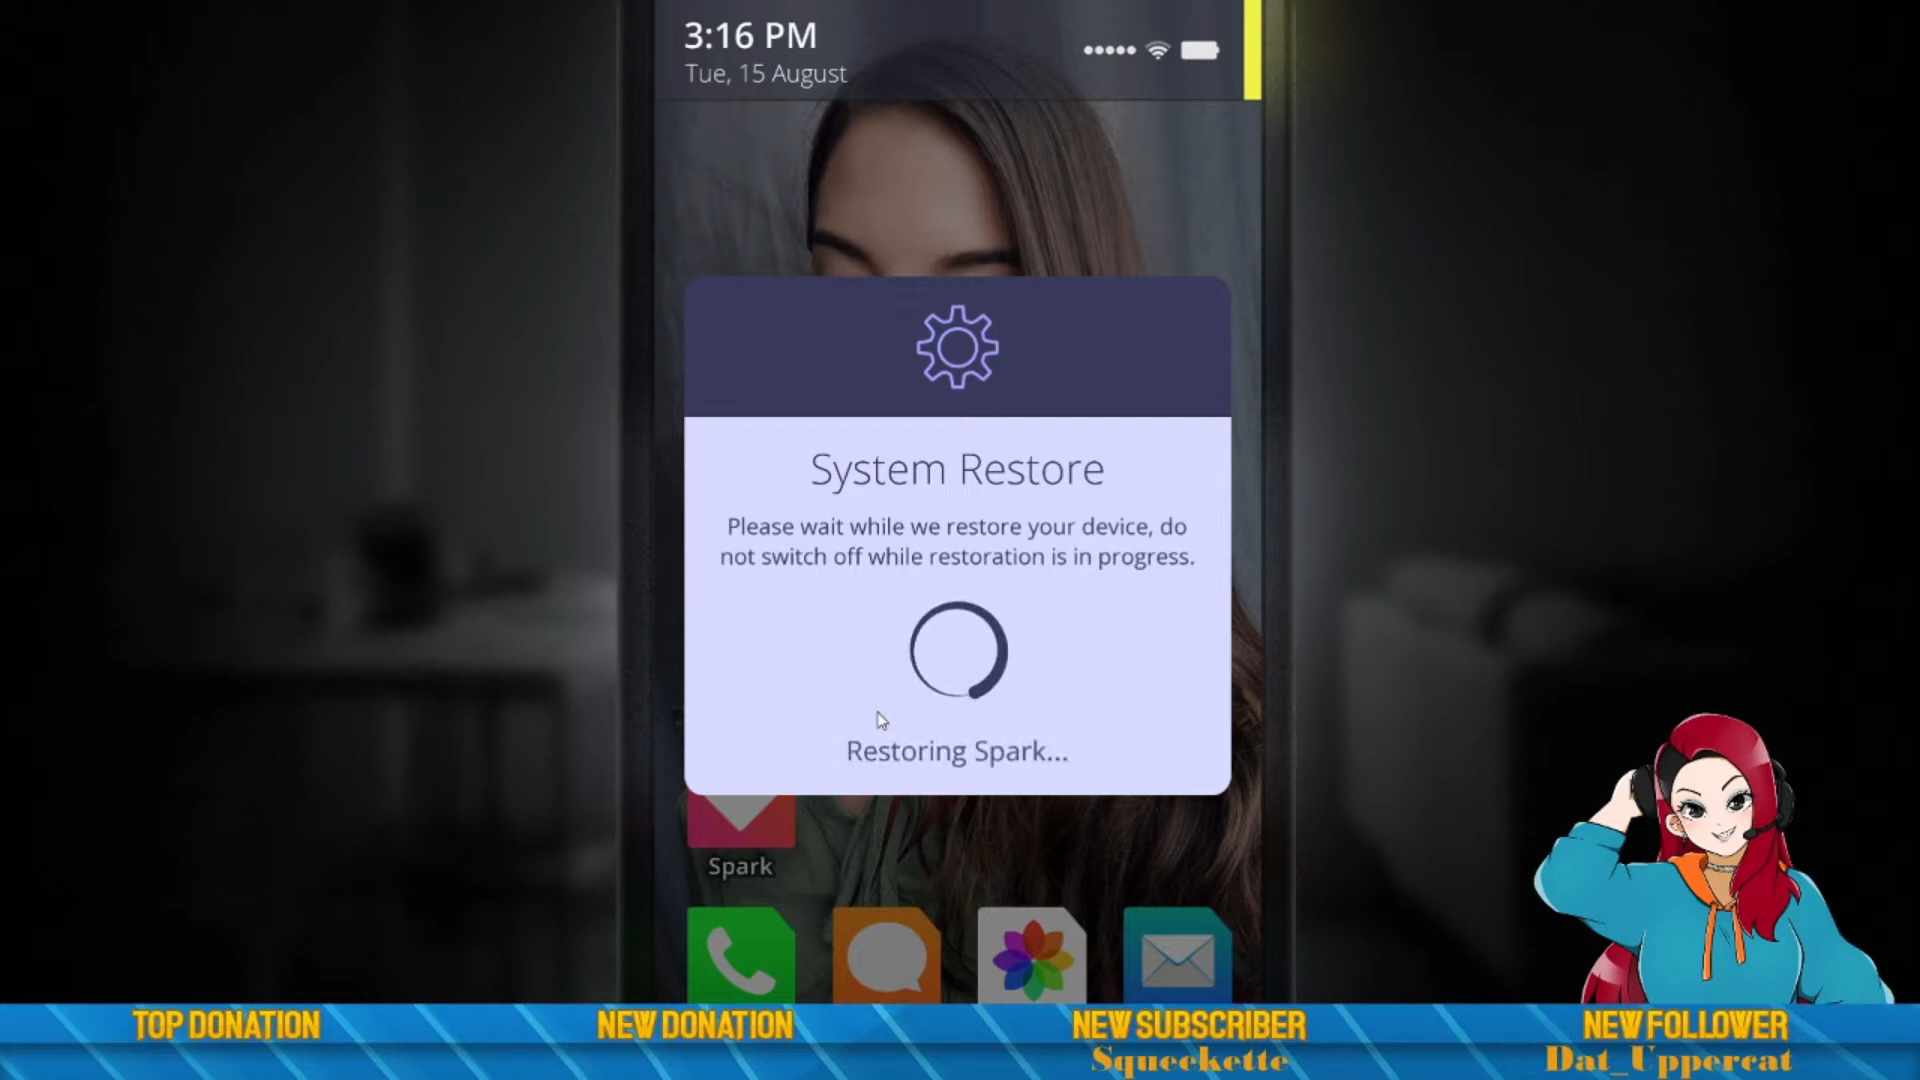 3:16 PM
Tue, 15 August
System Restore
Please wait while we restore your device, do
not switch off while restoration is in progress.
Restoring Spark...
Spark
TOP DONATION
NEW DONATION
NEW SUBSCRIBER
Squeekette
NEW FOLLOWER
Dat_Uppercat